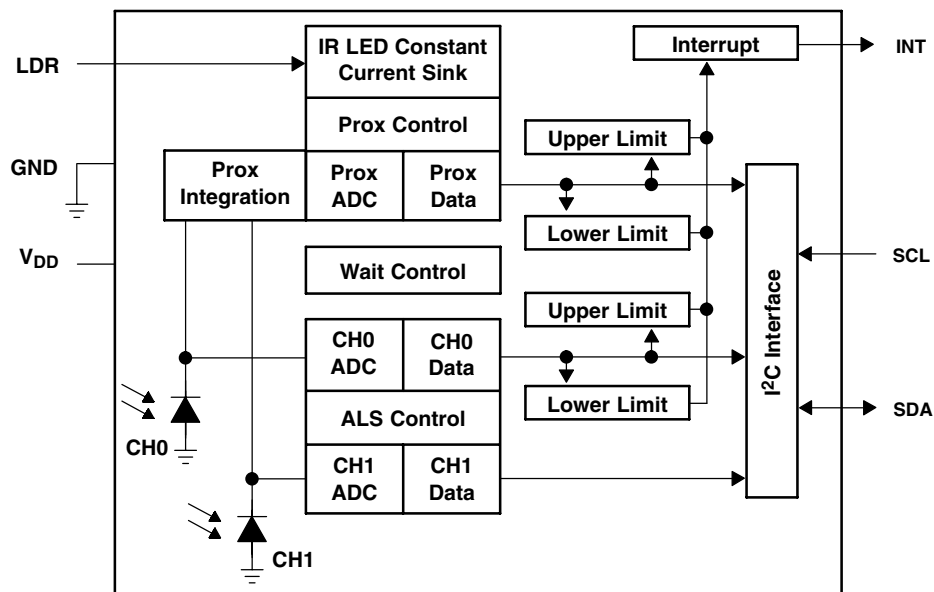 IR LED Constant
Current Sink
Interrupt
INT
LDR
Prox Control
Upper Limit
GND
Prox
Integration
Prox
ADC
Prox
Data
Lower Limit
VDD
Wait Control
SCL
Upper Limit
I2C Interface
CH0
ADC
CH0
Data
Lower Limit
SDA
ALS Control
CH0
CH1
ADC
CH1
Data
CH1